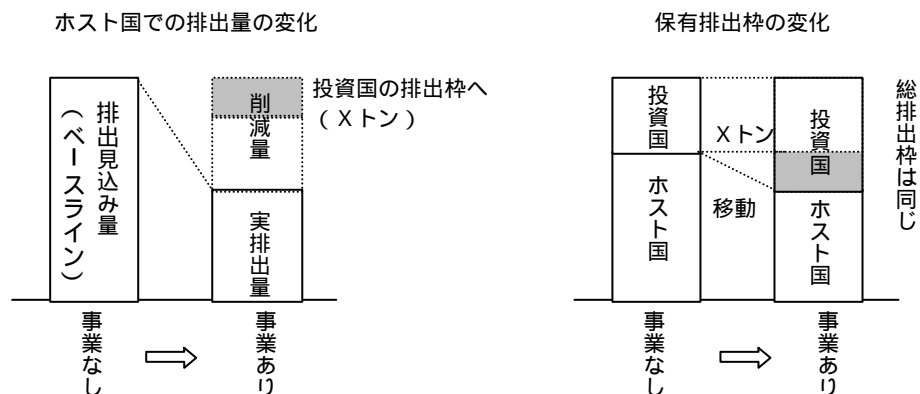 ホスト国での排出量の変化
排出見込み量
（ベースライン）
削減量
実排出量
投資国の排出枠へ
（Ｘトン）
事業なし
事業あり
保有排出枠の変化
投資国
ホスト国
Ｘトン
移動
投資国
ホスト国
総排出枠は同じ
事業なし
事業あり